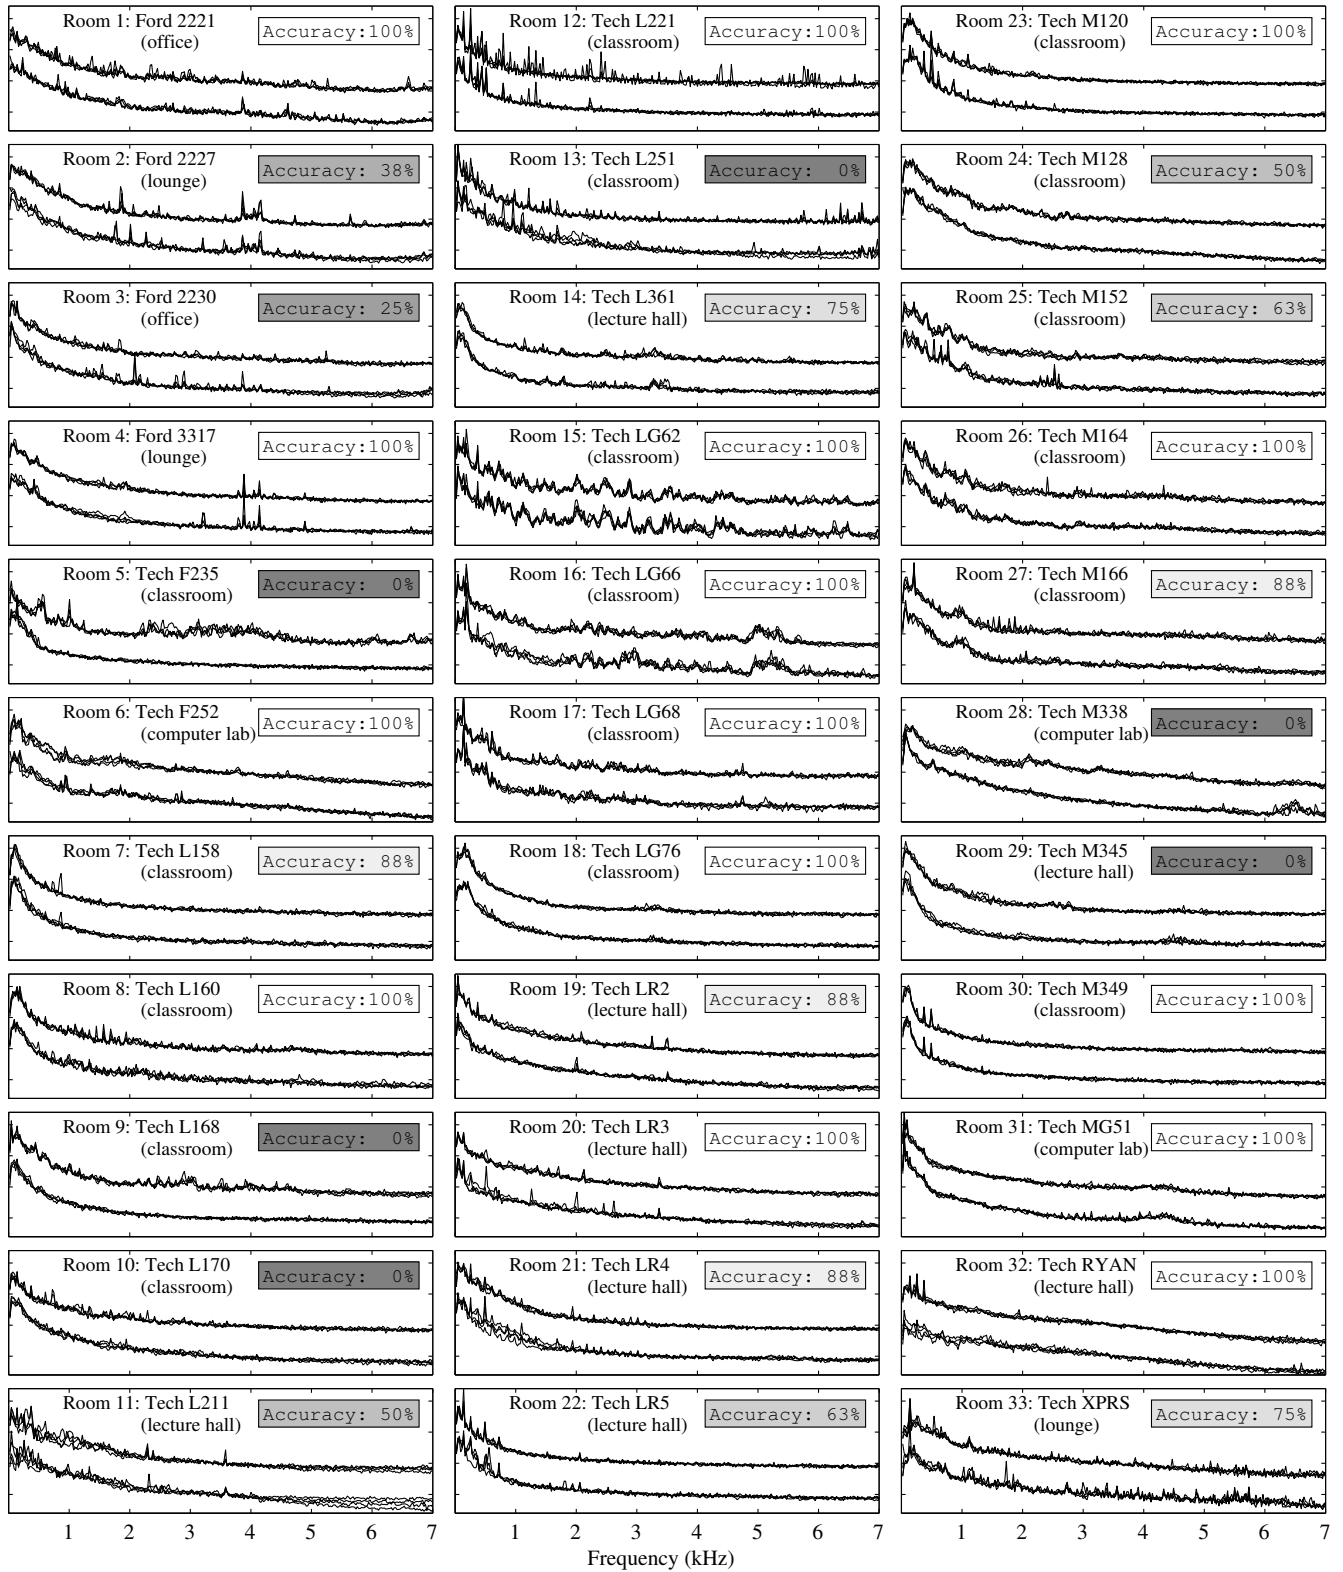 Room 1: Ford 2221
(office)
Accuracy:100%
Room 2: Ford 2227
(lounge)
Accuracy: 38%
Room 3: Ford 2230
(office)
Accuracy: 25%
Room 4: Ford 3317
(lounge)
Accuracy:100%
Room 5: Tech F235
(classroom)
Accuracy: 0%
Room 6: Tech F252
(computer lab)
Accuracy:100%
Room 7: Tech L158
(classroom)
Accuracy: 88%
Room 8: Tech L160
(classroom)
Accuracy:100%
Room 9: Tech L168
(classroom)
Accuracy: 0%
Room 10: Tech L170
(classroom)
Accuracy: 0%
Room 11: Tech L211
(lecture hall)
Accuracy: 50%
1 2 3 4 5 6 7
Room 12: Tech L221
(classroom)
Accuracy:100%
Room 13: Tech L251
(classroom)
Accuracy: 0%
Room 14: Tech L361
(lecture hall)
Accuracy: 75%
Room 15: Tech LG62
(classroom)
Accuracy:100%
Room 16: Tech LG66
(classroom)
Accuracy:100%
Room 17: Tech LG68
(classroom)
Accuracy:100%
Room 18: Tech LG76
(classroom)
Accuracy:100%
Room 19: Tech LR2
(lecture hall)
Accuracy: 88%
Room 20: Tech LR3
(lecture hall)
Accuracy:100%
Room 21: Tech LR4
(lecture hall)
Accuracy: 88%
Room 22: Tech LR5
(lecture hall)
Accuracy: 63%
1 2 3 4 5 6 7
Frequency (kHz)
Room 23: Tech M120
(classroom)
Accuracy:100%
Room 24: Tech M128
(classroom)
Accuracy: 50%
Room 25: Tech M152
(classroom)
Accuracy: 63%
Room 26: Tech M164
(classroom)
Accuracy:100%
Room 27: Tech M166
(classroom)
Accuracy: 88%
Room 28: Tech M338
(computer lab)
Accuracy: 0%
Room 29: Tech M345
(lecture hall)
Accuracy: 0%
Room 30: Tech M349
(classroom)
Accuracy:100%
Room 31: Tech MG51
(computer lab)
Accuracy:100%
Room 32: Tech RYAN
(lecture hall)
Accuracy:100%
Room 33: Tech XPRS
(lounge)
Accuracy: 75%
1 2 3 4 5 6 7